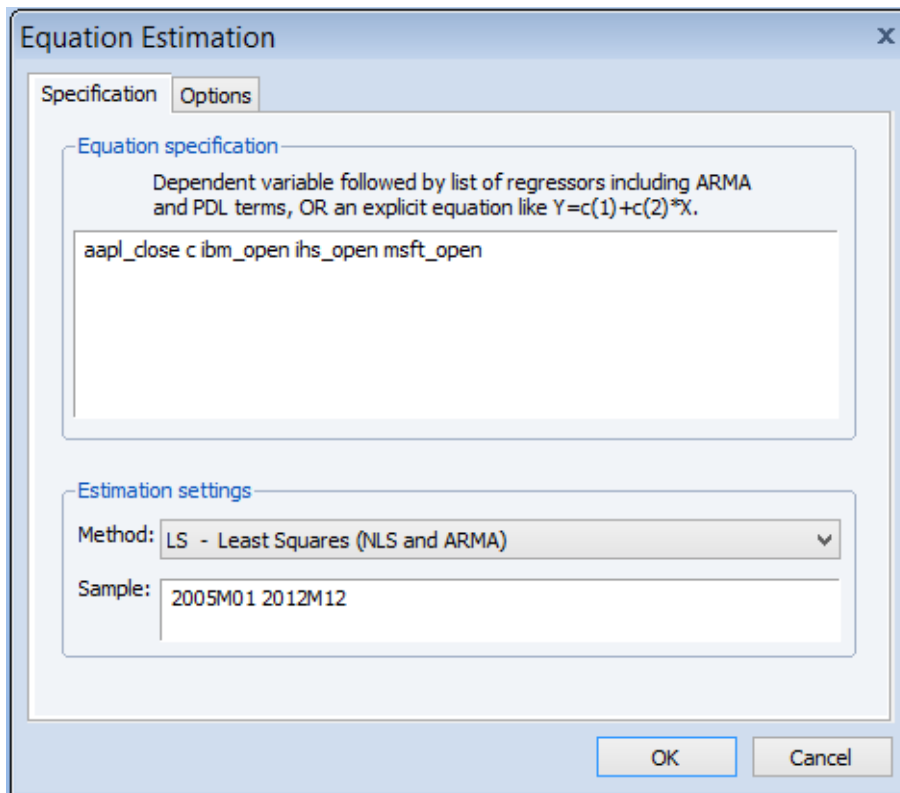 Equation Estimation
Specification
Options
Equation specification
Dependent variable followed by list of regressors including ARMA
and PDL terms, OR an explicit equation like Y=c(1)+c(2)*X.
aapl_close c ibm_open ihs_open msft_open
Estimation settings
Method:
LS - Least Squares (NLS and ARMA)
Sample:
2005M01 2012M12
OK
Cancel